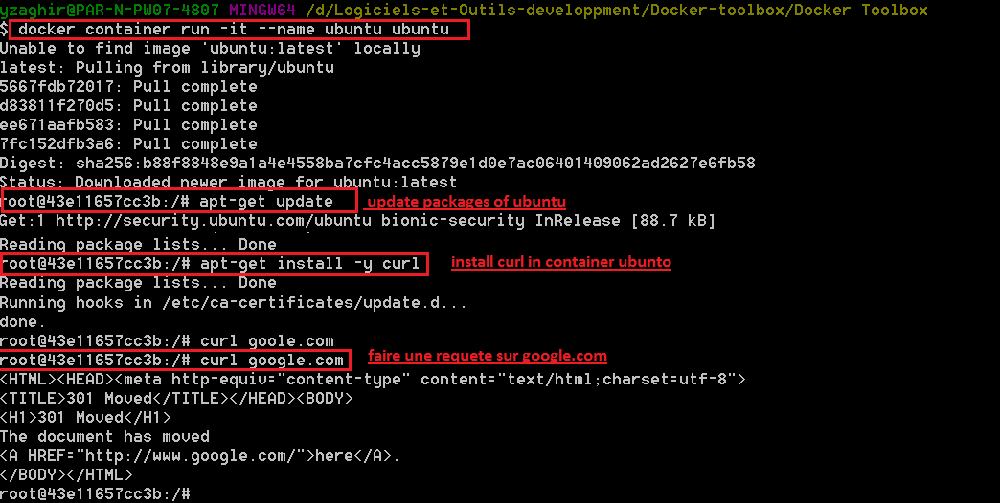 yzaghir@PAR-N-PW07-4807 MINGW64 /d/Logiciels-et-Outils-developpment/Docker-toolbox/Docker Toolbox
$ docker container run -it --name ubuntu ubuntu
Unable to find image 'ubuntu:latest' locally
latest: Pulling from library/ubuntu
5667fdb72017: Pull complete
d83811f270d5: Pull complete
ee671aafb583: Pull complete
7fc152dfb3a6: Pull complete
Digest: sha256:b88f8848e9a1a4e4558ba7cfc4acc5879e1d0e7ac06401409062ad2627e6fb58
Status: Downloaded newer image for ubuntu:latest
root@43e11657cc3b:/# apt-get update update packages of ubuntu
Get:1 http://security.ubuntu.com/ubuntu bionic-security InRelease [88.7 kB]
Reading package lists... Done
root@43e11657cc3b:/# apt-get install -y curl install curl in container ubunto
Reading package lists... Done
Running hooks in /etc/ca-certificates/update.d...
done.
root@43e11657cc3b:/# curl goole.com
root@43e11657cc3b:/# curl google.com faire une requete sur google.com
<HTML><HEAD><meta http-equiv="content-type" content="text/html;charset=utf-8">
<TITLE>301 Moved</TITLE></HEAD><BODY>
<H1>301 Moved</H1>
The document has moved
<A HREF="http://www.google.com/">here</A>.
</BODY></HTML>
root@43e11657cc3b:/#